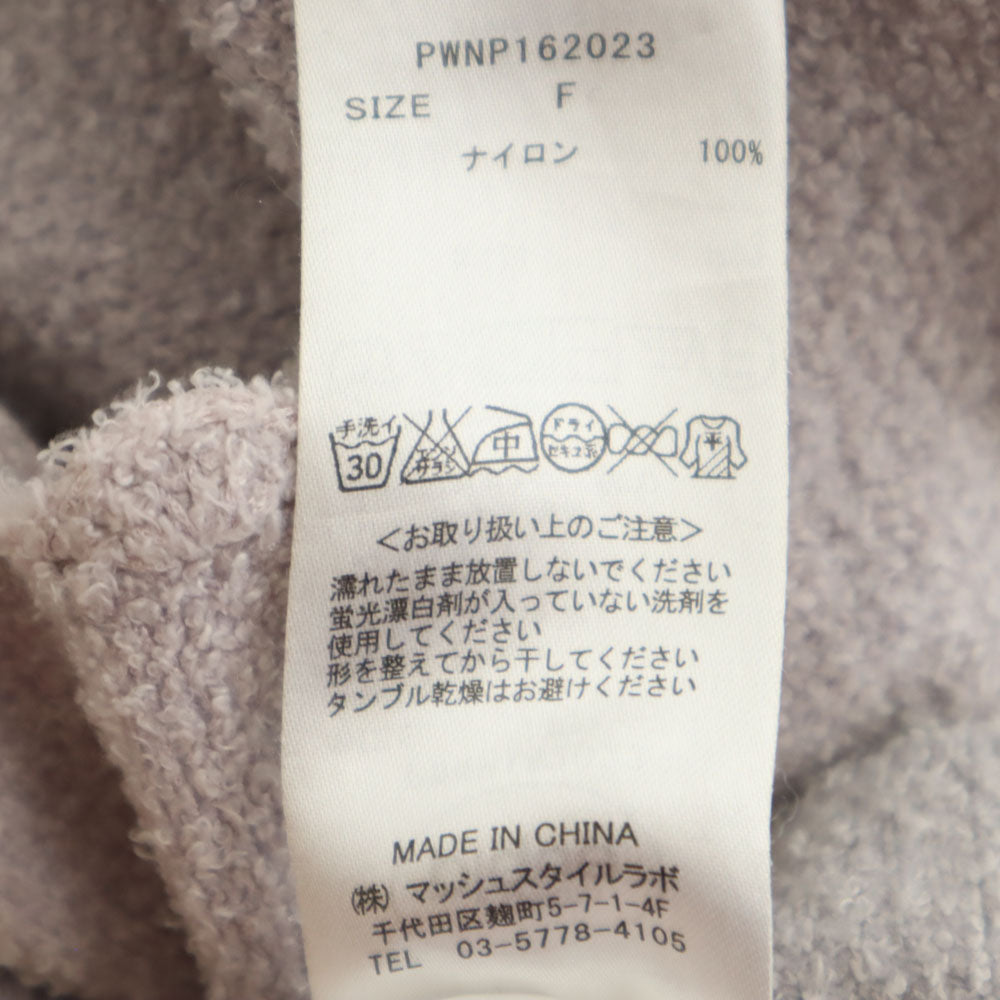 PWNP162023
SIZE F
ナイロン 100%
手洗イ 30 エンソサラシ 中 ドライ セキユ系 平
<お取り扱い上のご注意>
濡れたまま放置しないでください
蛍光漂白剤が入っていない洗剤を
使用してください
形を整えてから干してください
タンブル乾燥はお避けください
MADE IN CHINA
(株) マッシュスタイルラボ
千代田区麹町5-7-1-4F
TEL 03-5778-4105